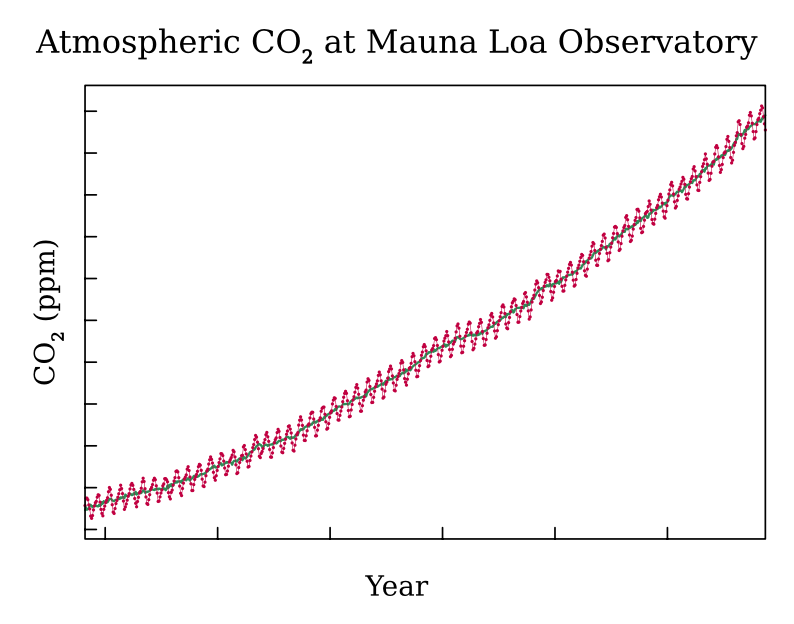 Atmospheric CO₂ at Mauna Loa Observatory
CO₂ (ppm)
Year